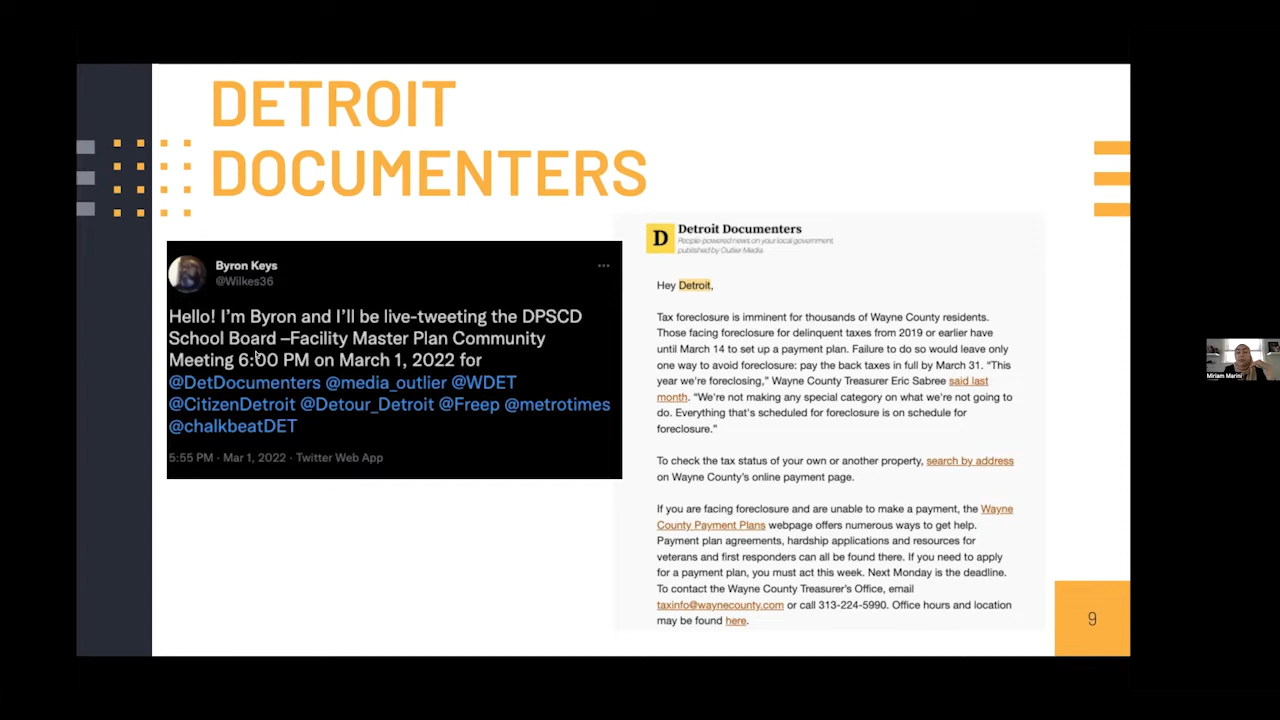 DETROIT
DOCUMENTERS
Byron Keys
@Wilkes36
Hello! I'm Byron and I'll be live-tweeting the DPSCD
School Board –Facility Master Plan Community
Meeting 6:00 PM on March 1, 2022 for
@DetDocumenters @media_outlier @WDET
@CitizenDetroit @Detour_Detroit @Freep @metrotimes
@chalkbeatDET
5:55 PM · Mar 1, 2022 · Twitter Web App
D
Detroit Documenters
People-powered news on your local government
published by Outlier Media
Hey Detroit,
Tax foreclosure is imminent for thousands of Wayne County residents.
Those facing foreclosure for delinquent taxes from 2019 or earlier have
until March 14 to set up a payment plan. Failure to do so would leave only
one way to avoid foreclosure: pay the back taxes in full by March 31. "This
year we're foreclosing," Wayne County Treasurer Eric Sabree said last
month. "We're not making any special category on what we're not going to
do. Everything that's scheduled for foreclosure is on schedule for
foreclosure."
To check the tax status of your own or another property, search by address
on Wayne County's online payment page.
If you are facing foreclosure and are unable to make a payment, the Wayne
County Payment Plans webpage offers numerous ways to get help.
Payment plan agreements, hardship applications and resources for
veterans and first responders can all be found there. If you need to apply
for a payment plan, you must act this week. Next Monday is the deadline.
To contact the Wayne County Treasurer's Office, email
taxinfo@waynecounty.com or call 313-224-5990. Office hours and location
may be found here.
9
Miriam Marini